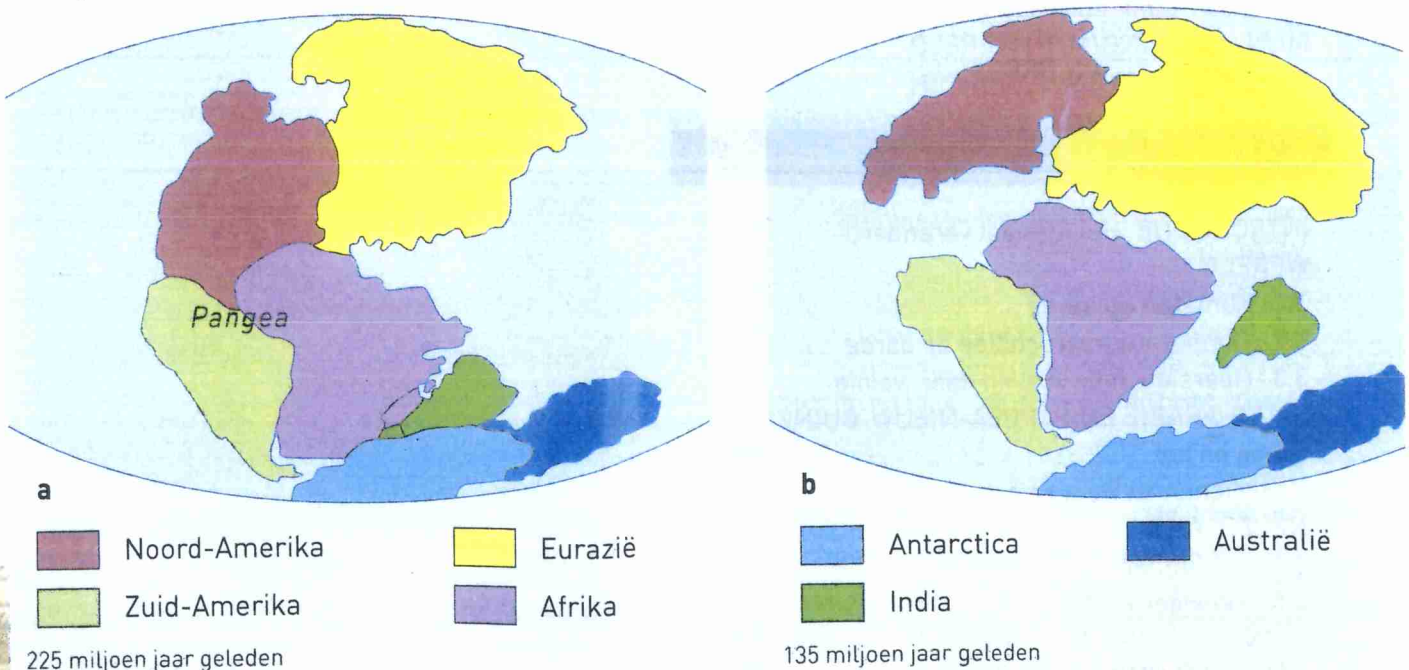 Pangea
a
Noord-Amerika
Eurazië
Zuid-Amerika
Afrika
225 miljoen jaar geleden
b
Antarctica
Australië
India
135 miljoen jaar geleden